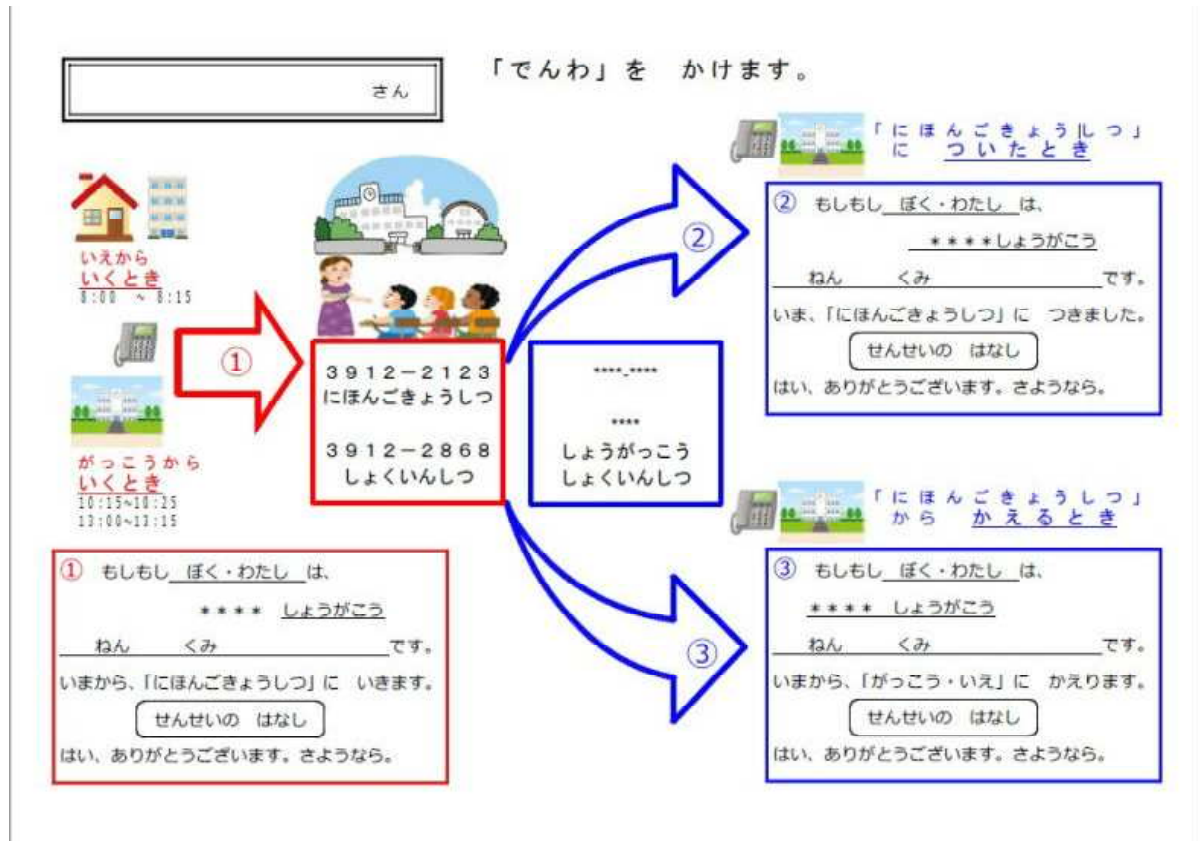 さん
「でんわ」を かけます。
いえから
いくとき
8:00 ~ 8:15
がっこうから
いくとき
10:15~10:25
13:00~13:15
①
3912－2123
にほんごきょうしつ
3912－2868
しょくいんしつ
****-****
****
しょうがっこう
しょくいんしつ
②
③
① もしもし ぼく・わたし は、
＊＊＊＊ しょうがこう
ねん くみ です。
いまから、「にほんごきょうしつ」に いきます。
せんせいの はなし
はい、ありがとうございます。さようなら。
「にほんごきょうしつ」
に ついたとき
② もしもし ぼく・わたし は、
＊＊＊＊しょうがこう
ねん くみ です。
いま、「にほんごきょうしつ」に つきました。
せんせいの はなし
はい、ありがとうございます。さようなら。
「にほんごきょうしつ」
から かえるとき
③ もしもし ぼく・わたし は、
＊＊＊＊ しょうがこう
ねん くみ です。
いまから、「がっこう・いえ」に かえります。
せんせいの はなし
はい、ありがとうございます。さようなら。